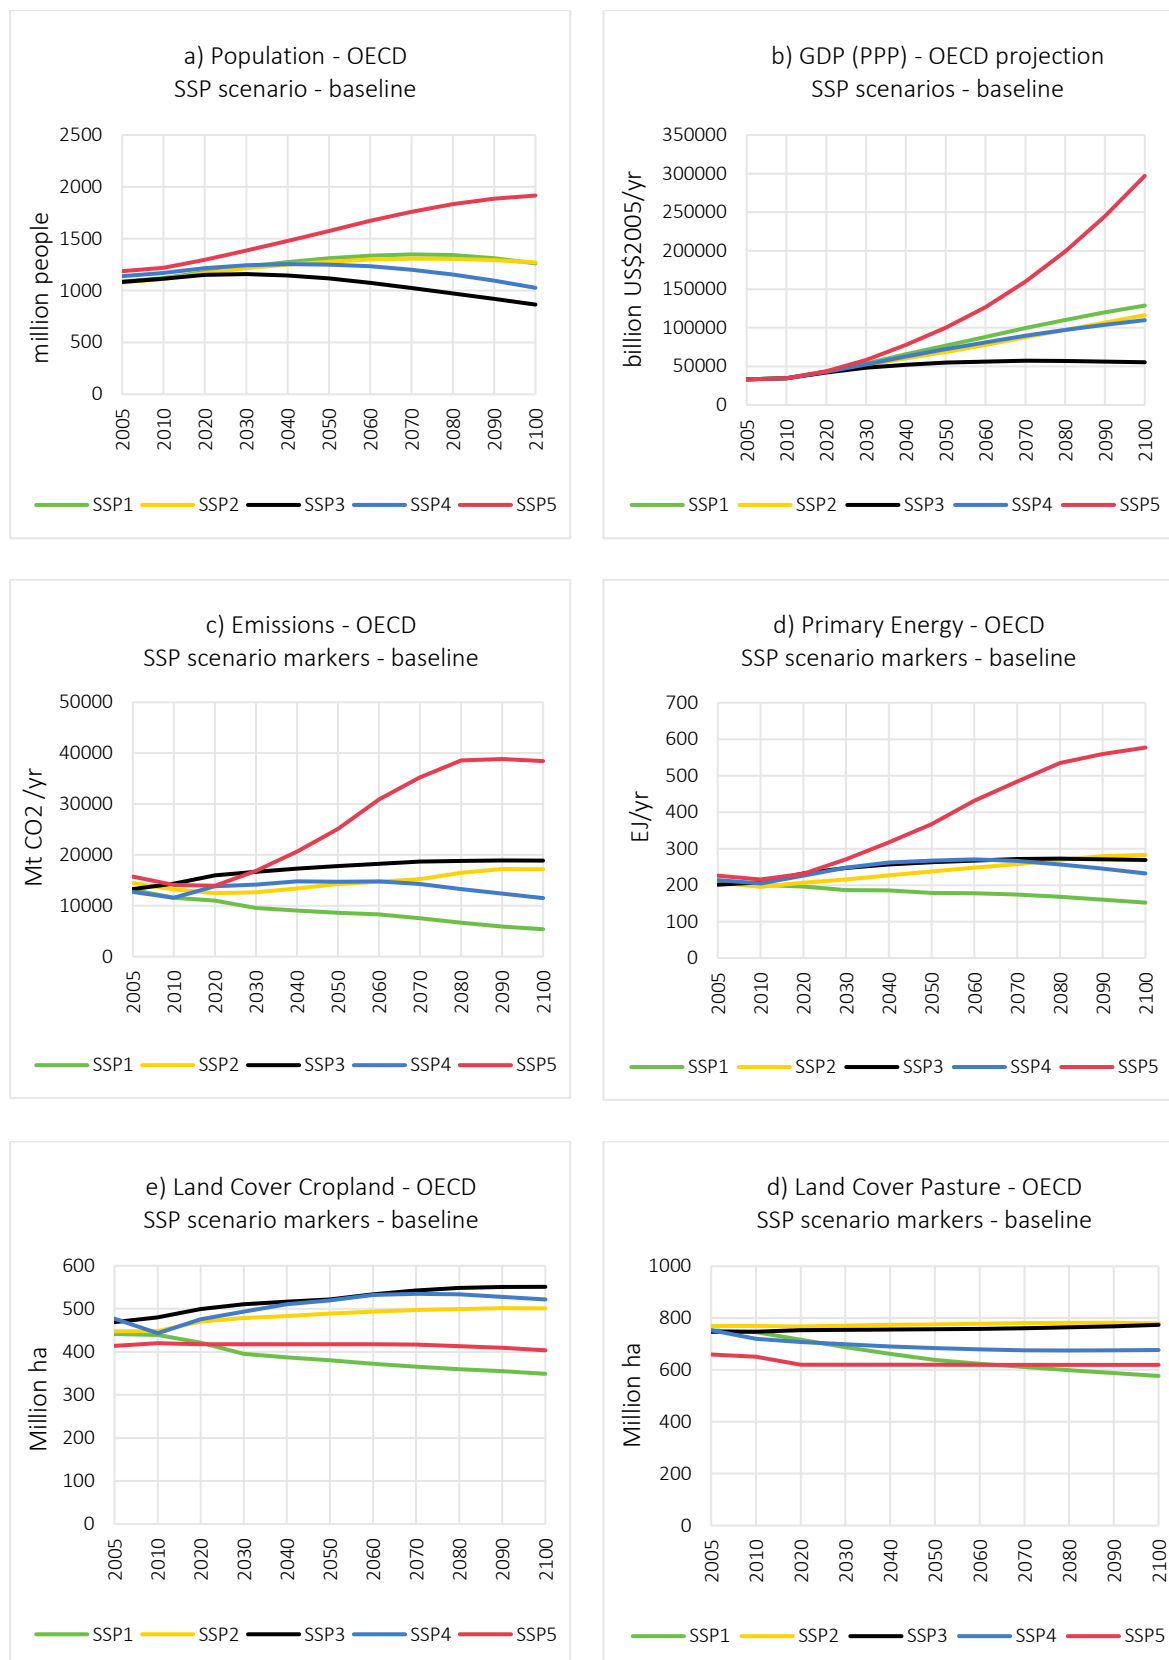 a) Population - OECD
SSP scenario - baseline
million people
2500
2000
1500
1000
500
0
2005 2010 2020 2030 2040 2050 2060 2070 2080 2090 2100
SSP1 SSP2 SSP3 SSP4 SSP5
b) GDP (PPP) - OECD projection
SSP scenarios - baseline
billion US$2005/yr
350000
300000
250000
200000
150000
100000
50000
0
2005 2010 2020 2030 2040 2050 2060 2070 2080 2090 2100
SSP1 SSP2 SSP3 SSP4 SSP5
c) Emissions - OECD
SSP scenario markers - baseline
Mt CO2 /yr
50000
40000
30000
20000
10000
0
2005 2010 2020 2030 2040 2050 2060 2070 2080 2090 2100
SSP1 SSP2 SSP3 SSP4 SSP5
d) Primary Energy - OECD
SSP scenario markers - baseline
EJ/yr
700
600
500
400
300
200
100
0
2005 2010 2020 2030 2040 2050 2060 2070 2080 2090 2100
SSP1 SSP2 SSP3 SSP4 SSP5
e) Land Cover Cropland - OECD
SSP scenario markers - baseline
Million ha
600
500
400
300
200
100
0
2005 2010 2020 2030 2040 2050 2060 2070 2080 2090 2100
SSP1 SSP2 SSP3 SSP4 SSP5
d) Land Cover Pasture - OECD
SSP scenario markers - baseline
Million ha
1000
800
600
400
200
0
2005 2010 2020 2030 2040 2050 2060 2070 2080 2090 2100
SSP1 SSP2 SSP3 SSP4 SSP5